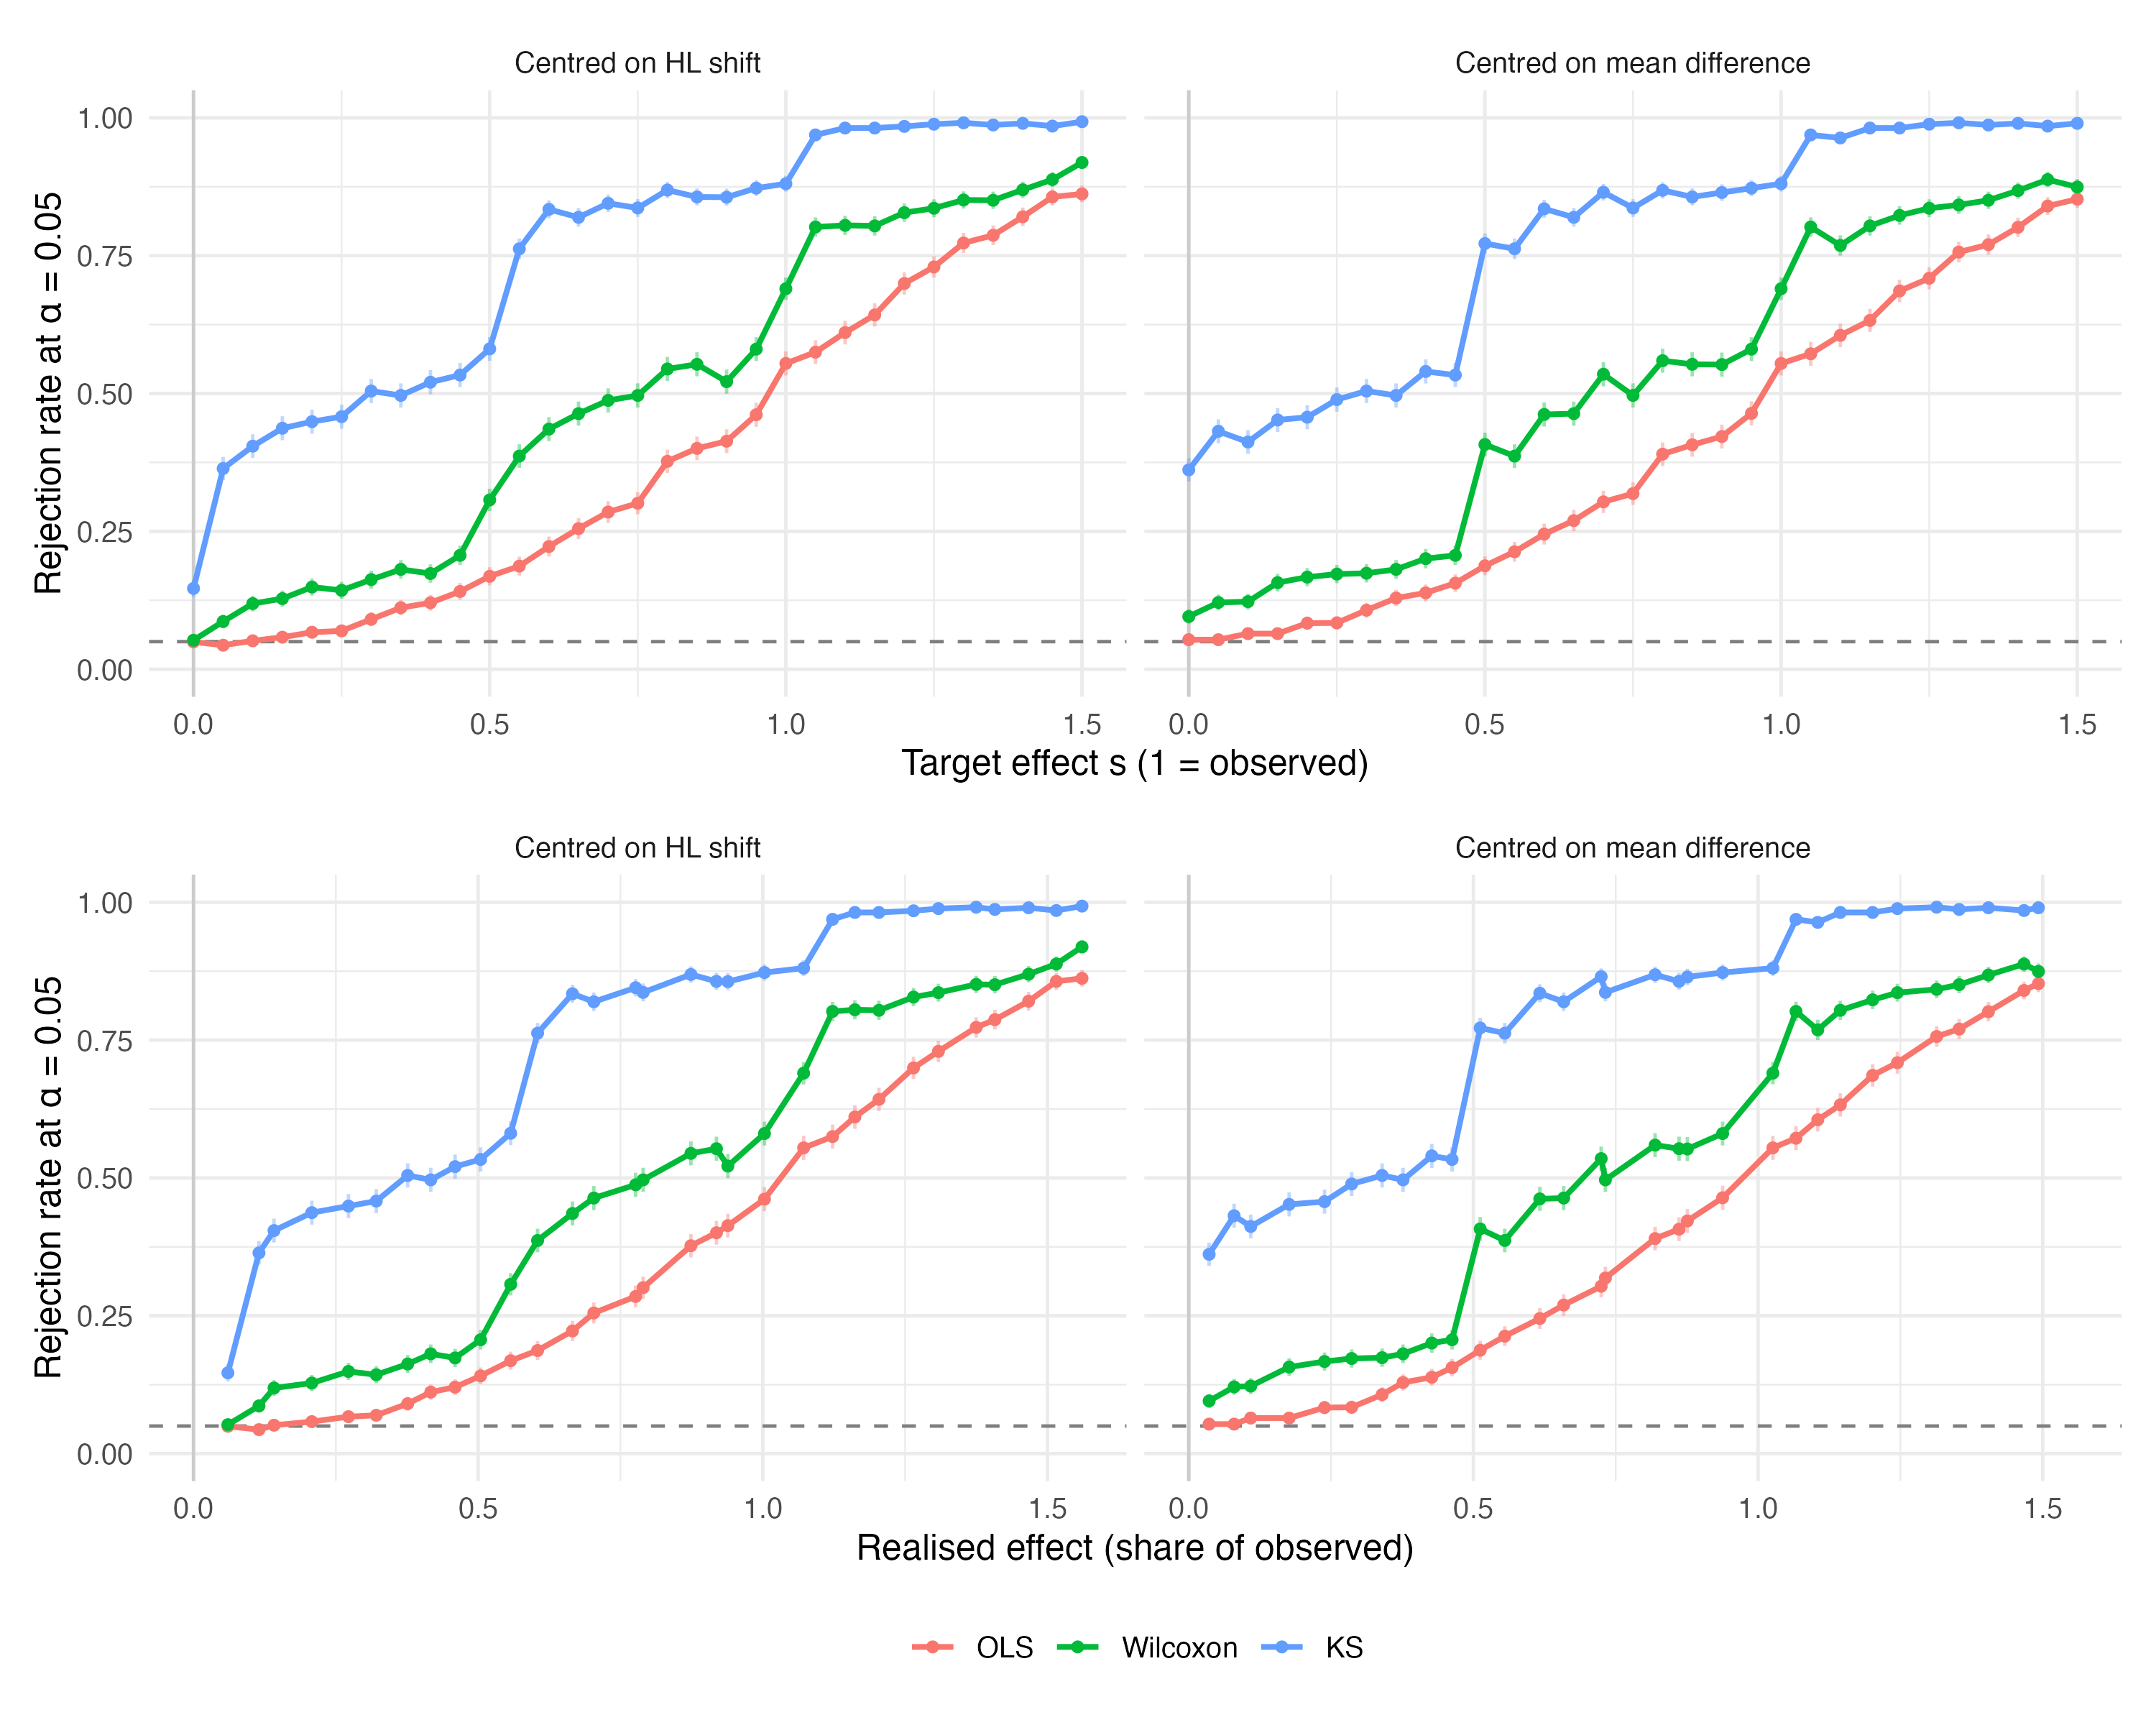 Centred on HL shift
Centred on mean difference
Rejection rate at α = 0.05
1.00
0.75
0.50
0.25
0.00
0.0 0.5 1.0 1.5
0.0 0.5 1.0 1.5
Target effect s (1 = observed)
Centred on HL shift
Centred on mean difference
Rejection rate at α = 0.05
1.00
0.75
0.50
0.25
0.00
0.0 0.5 1.0 1.5
0.0 0.5 1.0 1.5
Realised effect (share of observed)
OLS Wilcoxon KS